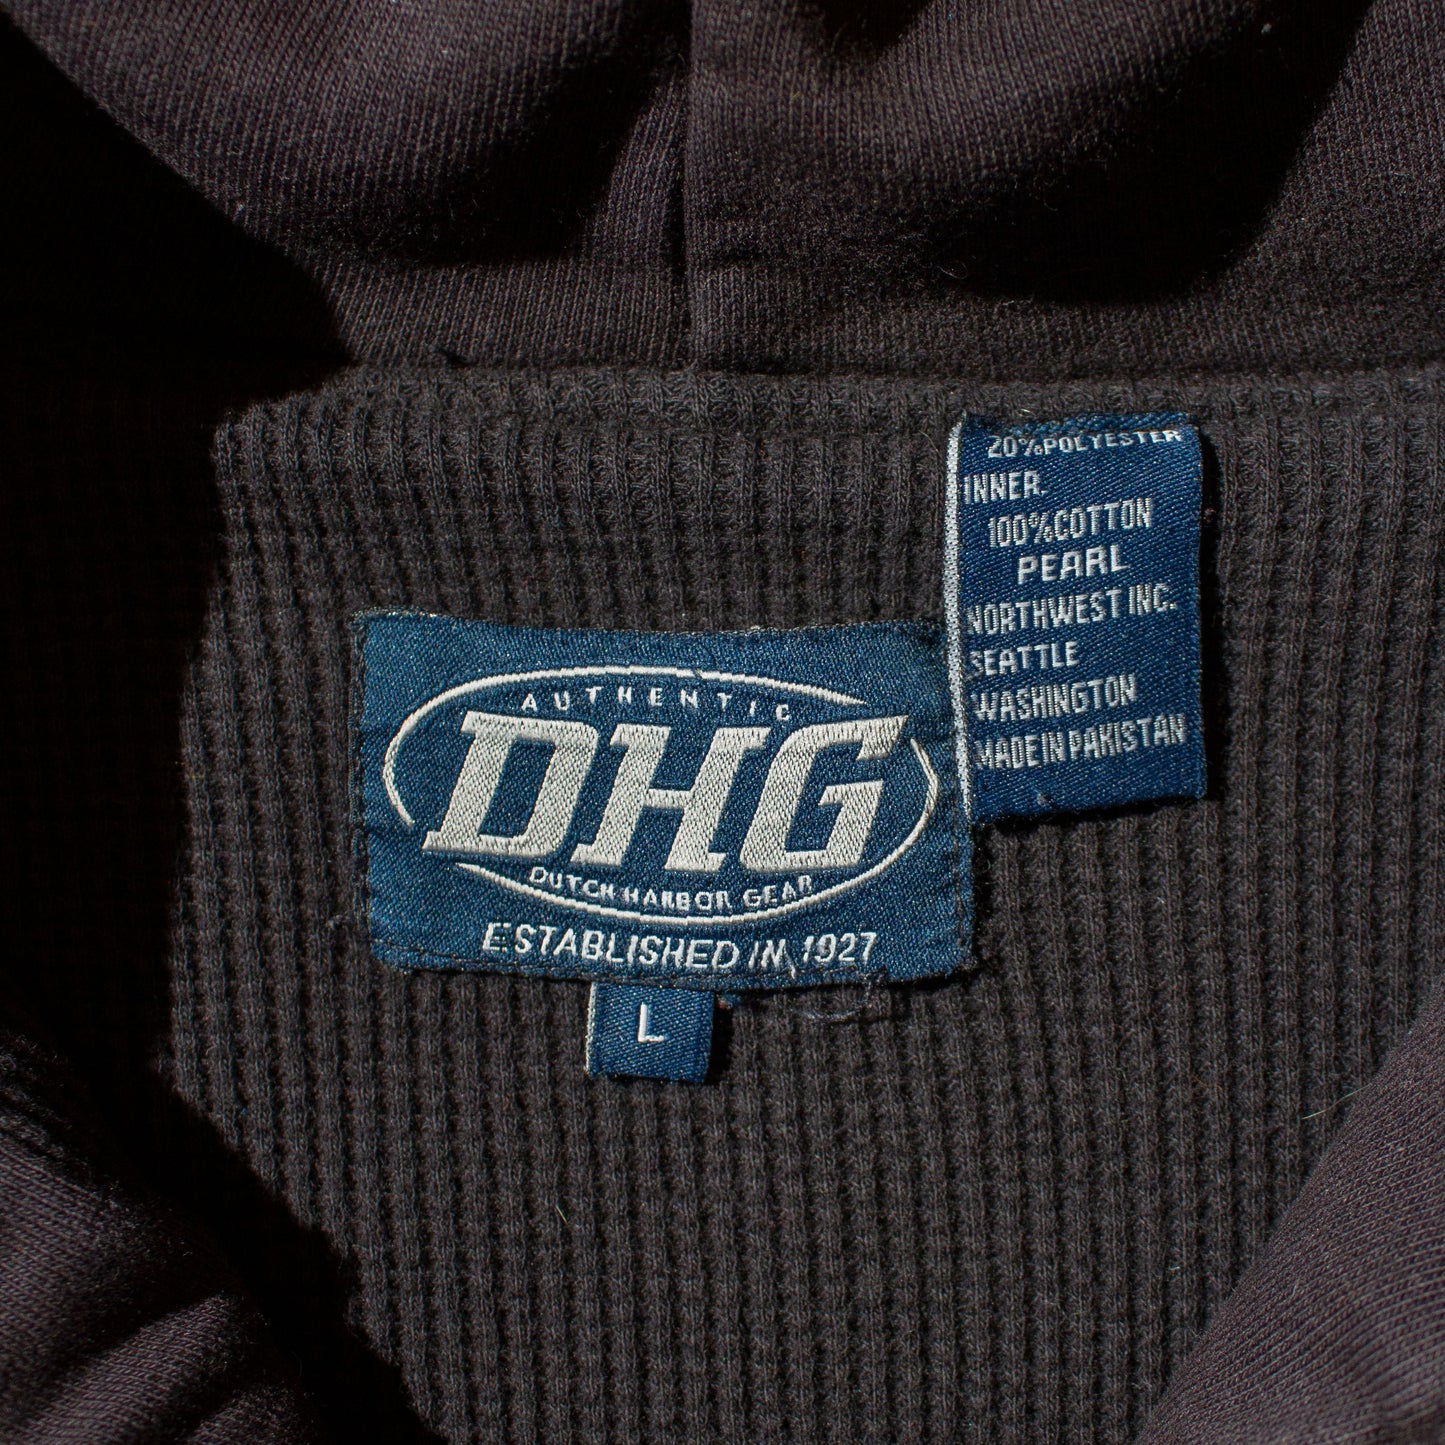 20%POLYESTER
INNER.
100%COTTON
PEARL
NORTHWEST INC.
SEATTLE
WASHINGTON
MADE IN PAKISTAN
AUTHENTIC
DHG
DUTCH HARBOR GEAR
ESTABLISHED IN 1927
L